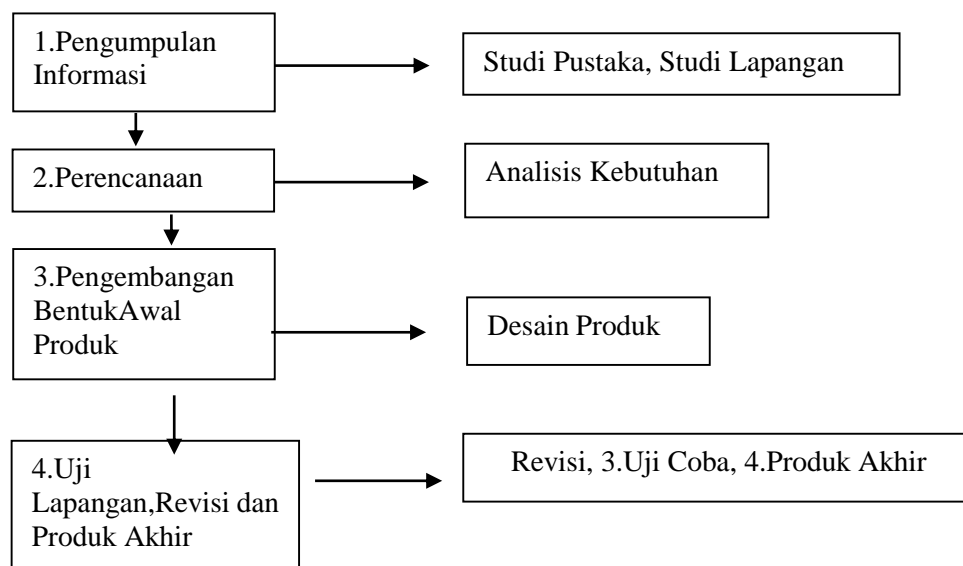 1.Pengumpulan
Informasi
Studi Pustaka, Studi Lapangan
2.Perencanaan
Analisis Kebutuhan
3.Pengembangan
BentukAwal
Produk
Desain Produk
4.Uji
Lapangan,Revisi dan
Produk Akhir
Revisi, 3.Uji Coba, 4.Produk Akhir